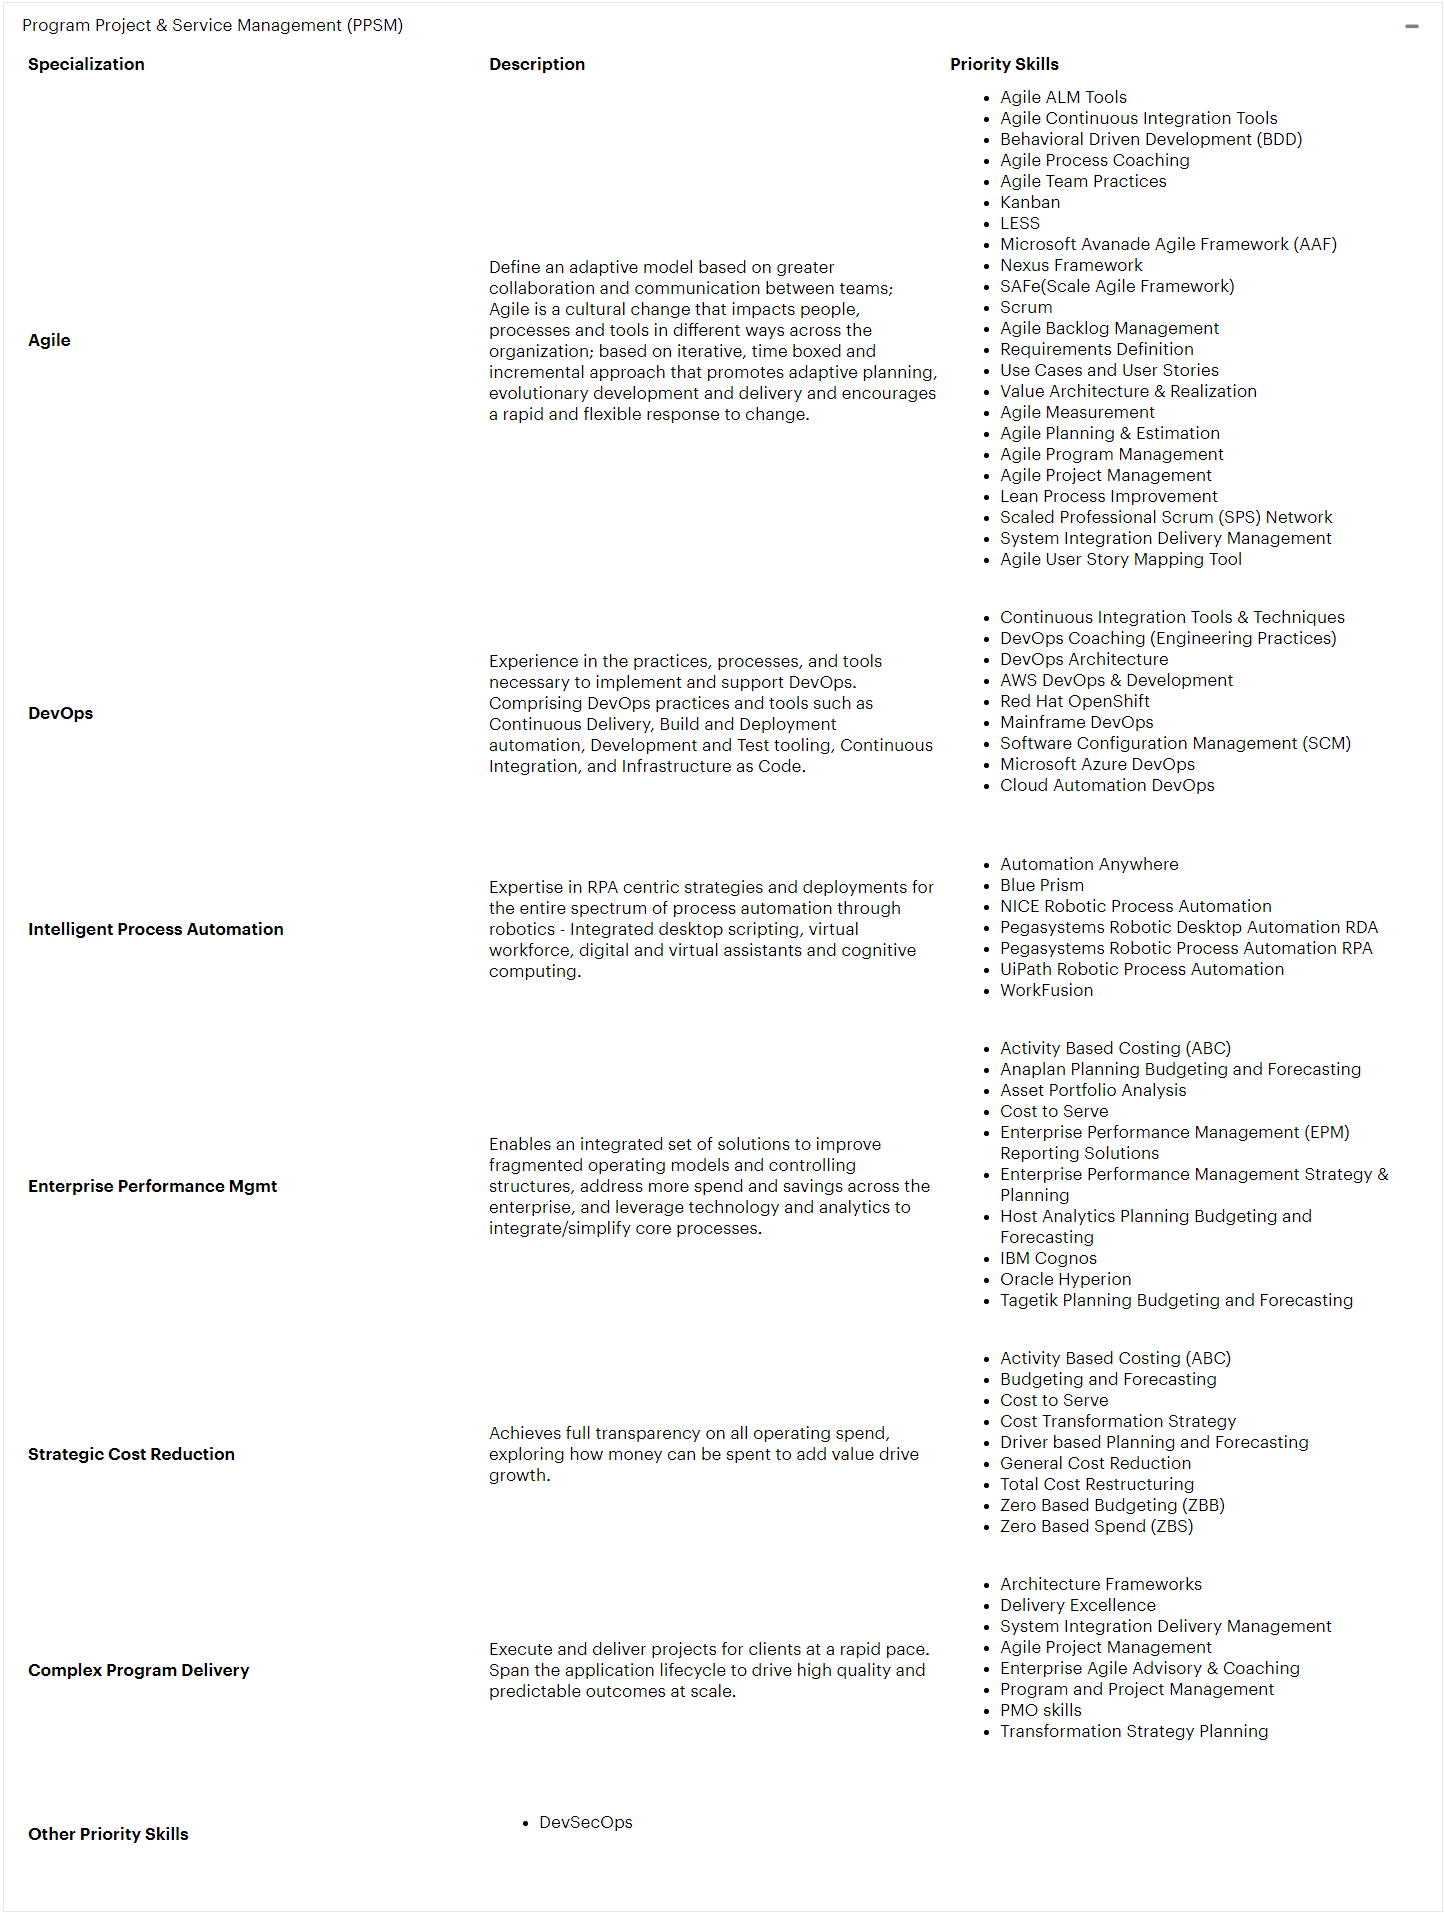 Program Project & Service Management (PPSM)
Specialization
Description
Priority Skills
Agile
Define an adaptive model based on greater
collaboration and communication between teams;
Agile is a cultural change that impacts people,
processes and tools in different ways across the
organization; based on iterative, time boxed and
incremental approach that promotes adaptive planning,
evolutionary development and delivery and encourages
a rapid and flexible response to change.
• Agile ALM Tools
• Agile Continuous Integration Tools
• Behavioral Driven Development (BDD)
• Agile Process Coaching
• Agile Team Practices
• Kanban
• LESS
• Microsoft Avanade Agile Framework (AAF)
• Nexus Framework
• SAFe(Scale Agile Framework)
• Scrum
• Agile Backlog Management
• Requirements Definition
• Use Cases and User Stories
• Value Architecture & Realization
• Agile Measurement
• Agile Planning & Estimation
• Agile Program Management
• Agile Project Management
• Lean Process Improvement
• Scaled Professional Scrum (SPS) Network
• System Integration Delivery Management
• Agile User Story Mapping Tool
DevOps
Experience in the practices, processes, and tools
necessary to implement and support DevOps.
Comprising DevOps practices and tools such as
Continuous Delivery, Build and Deployment
automation, Development and Test tooling, Continuous
Integration, and Infrastructure as Code.
• Continuous Integration Tools & Techniques
• DevOps Coaching (Engineering Practices)
• DevOps Architecture
• AWS DevOps & Development
• Red Hat OpenShift
• Mainframe DevOps
• Software Configuration Management (SCM)
• Microsoft Azure DevOps
• Cloud Automation DevOps
Intelligent Process Automation
Expertise in RPA centric strategies and deployments for
the entire spectrum of process automation through
robotics - Integrated desktop scripting, virtual
workforce, digital and virtual assistants and cognitive
computing.
• Automation Anywhere
• Blue Prism
• NICE Robotic Process Automation
• Pegasystems Robotic Desktop Automation RDA
• Pegasystems Robotic Process Automation RPA
• UiPath Robotic Process Automation
• WorkFusion
Enterprise Performance Mgmt
Enables an integrated set of solutions to improve
fragmented operating models and controlling
structures, address more spend and savings across the
enterprise, and leverage technology and analytics to
integrate/simplify core processes.
• Activity Based Costing (ABC)
• Anaplan Planning Budgeting and Forecasting
• Asset Portfolio Analysis
• Cost to Serve
• Enterprise Performance Management (EPM)
Reporting Solutions
• Enterprise Performance Management Strategy &
Planning
• Host Analytics Planning Budgeting and
Forecasting
• IBM Cognos
• Oracle Hyperion
• Tagetik Planning Budgeting and Forecasting
Strategic Cost Reduction
Achieves full transparency on all operating spend,
exploring how money can be spent to add value drive
growth.
• Activity Based Costing (ABC)
• Budgeting and Forecasting
• Cost to Serve
• Cost Transformation Strategy
• Driver based Planning and Forecasting
• General Cost Reduction
• Total Cost Restructuring
• Zero Based Budgeting (ZBB)
• Zero Based Spend (ZBS)
Complex Program Delivery
Execute and deliver projects for clients at a rapid pace.
Span the application lifecycle to drive high quality and
predictable outcomes at scale.
• Architecture Frameworks
• Delivery Excellence
• System Integration Delivery Management
• Agile Project Management
• Enterprise Agile Advisory & Coaching
• Program and Project Management
• PMO skills
• Transformation Strategy Planning
Other Priority Skills
• DevSecOps